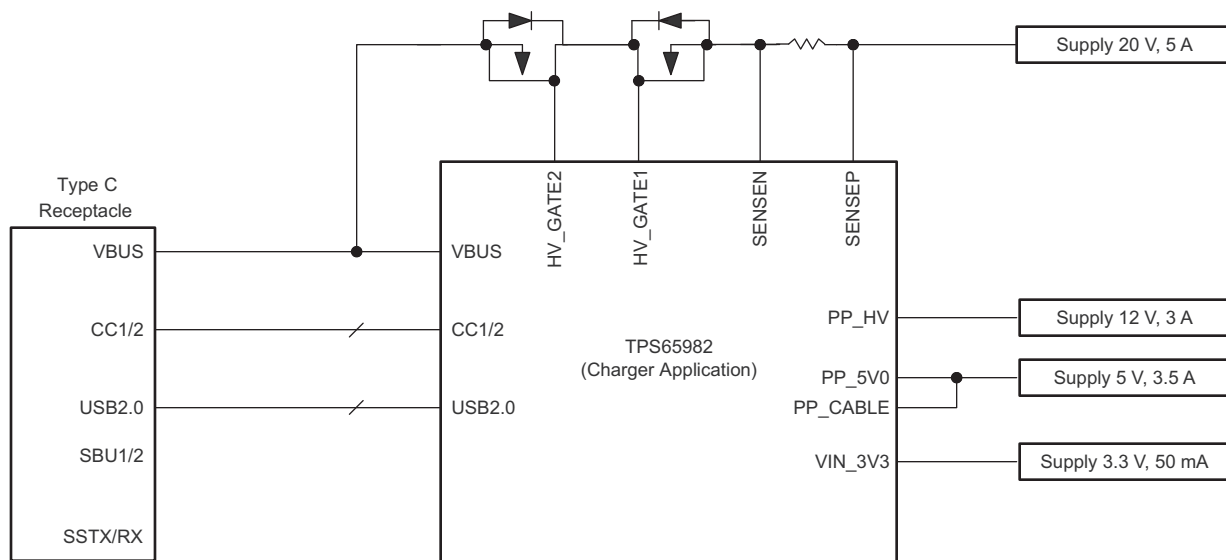 Supply 20 V, 5 A
HV_GATE2
HV_GATE1
SENSEN
SENSEP
Type C
Receptacle
VBUS
CC1/2
USB2.0
SBU1/2
SSTX/RX
VBUS
CC1/2
USB2.0
TPS65982
(Charger Application)
PP_HV
PP_5V0
PP_CABLE
VIN_3V3
Supply 12 V, 3 A
Supply 5 V, 3.5 A
Supply 3.3 V, 50 mA